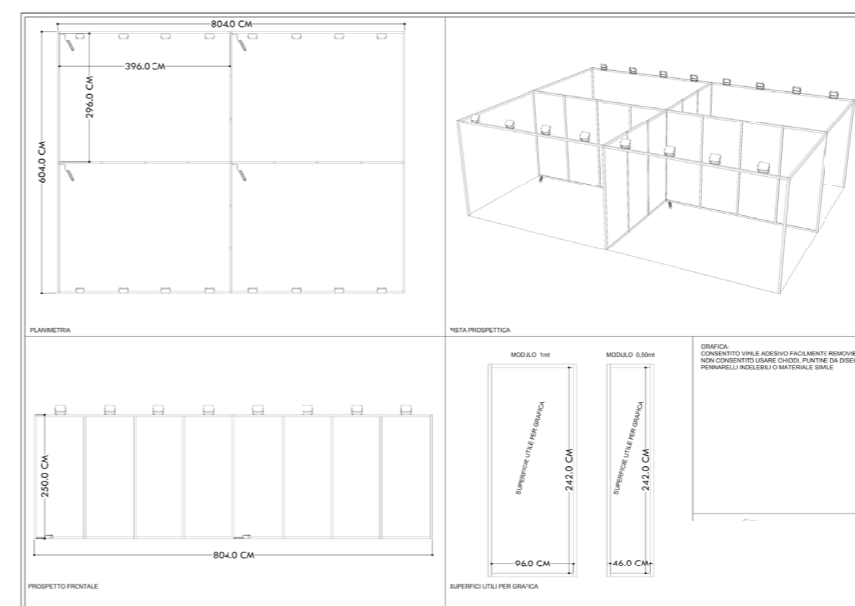 804.0 CM
396.0 CM
296.0 CM
604.0 CM
PLANIMETRIA
VISTA PROSPETTICA
250.0 CM
804.0 CM
PROSPETTO FRONTALE
MODULO 1mt
MODULO 0,50mt
SUPERFICIE UTILE PER GRAFICA
242.0 CM
96.0 CM
SUPERFICIE UTILE PER GRAFICA
242.0 CM
46.0 CM
SUPERFICI UTILI PER GRAFICA
GRAFICA:
CONSENTITO VINILE ADESIVO FACILMENTE REMOVIB
NON CONSENTITO USARE CHIODI, PUNTINE DA DISE
PENNARELLI INDELEBILI O MATERIALE SIMILE